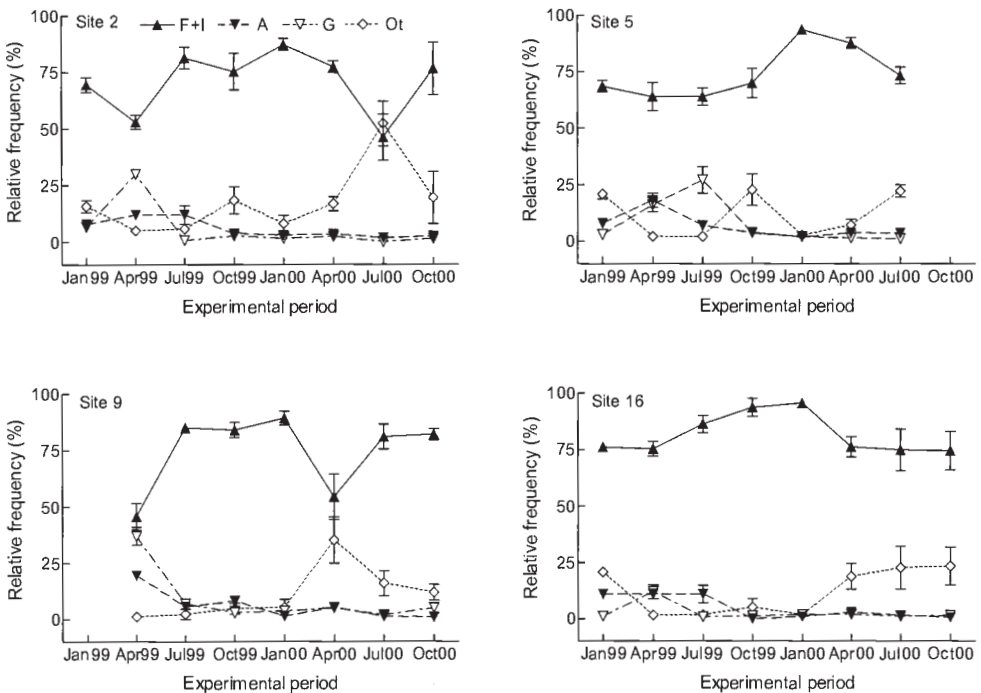 Site 2
F+I A G Ot
Relative frequency (%)
100
75
50
25
0
Jan99 Apr99 Jul99 Oct99 Jan00 Apr00 Jul00 Oct00
Experimental period
Site 5
Relative frequency (%)
100
75
50
25
0
Jan99 Apr99 Jul99 Oct99 Jan00 Apr00 Jul00 Oct00
Experimental period
Site 9
Relative frequency (%)
100
75
50
25
0
Jan99 Apr99 Jul99 Oct99 Jan00 Apr00 Jul00 Oct00
Experimental period
Site 16
Relative frequency (%)
100
75
50
25
0
Jan99 Apr99 Jul99 Oct99 Jan00 Apr00 Jul00 Oct00
Experimental period